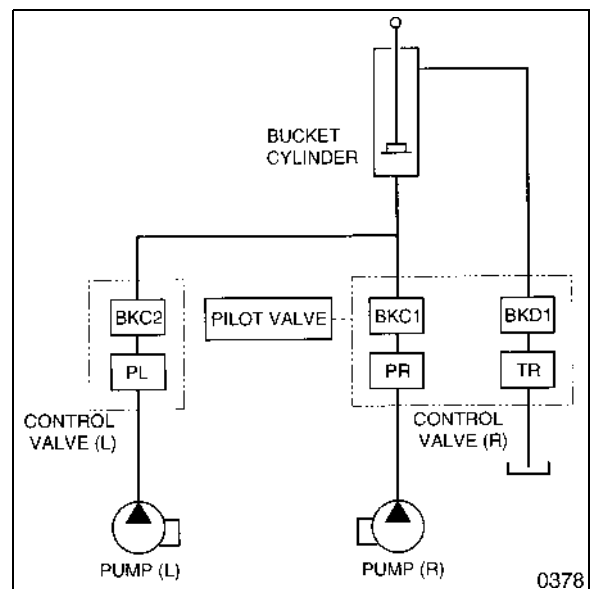 BUCKET
CYLINDER
BKC2
PILOT VALVE
BKC1
BKD1
PL
PR
TR
CONTROL
VALVE (L)
CONTROL
VALVE (R)
PUMP (L)
PUMP (R)
0378